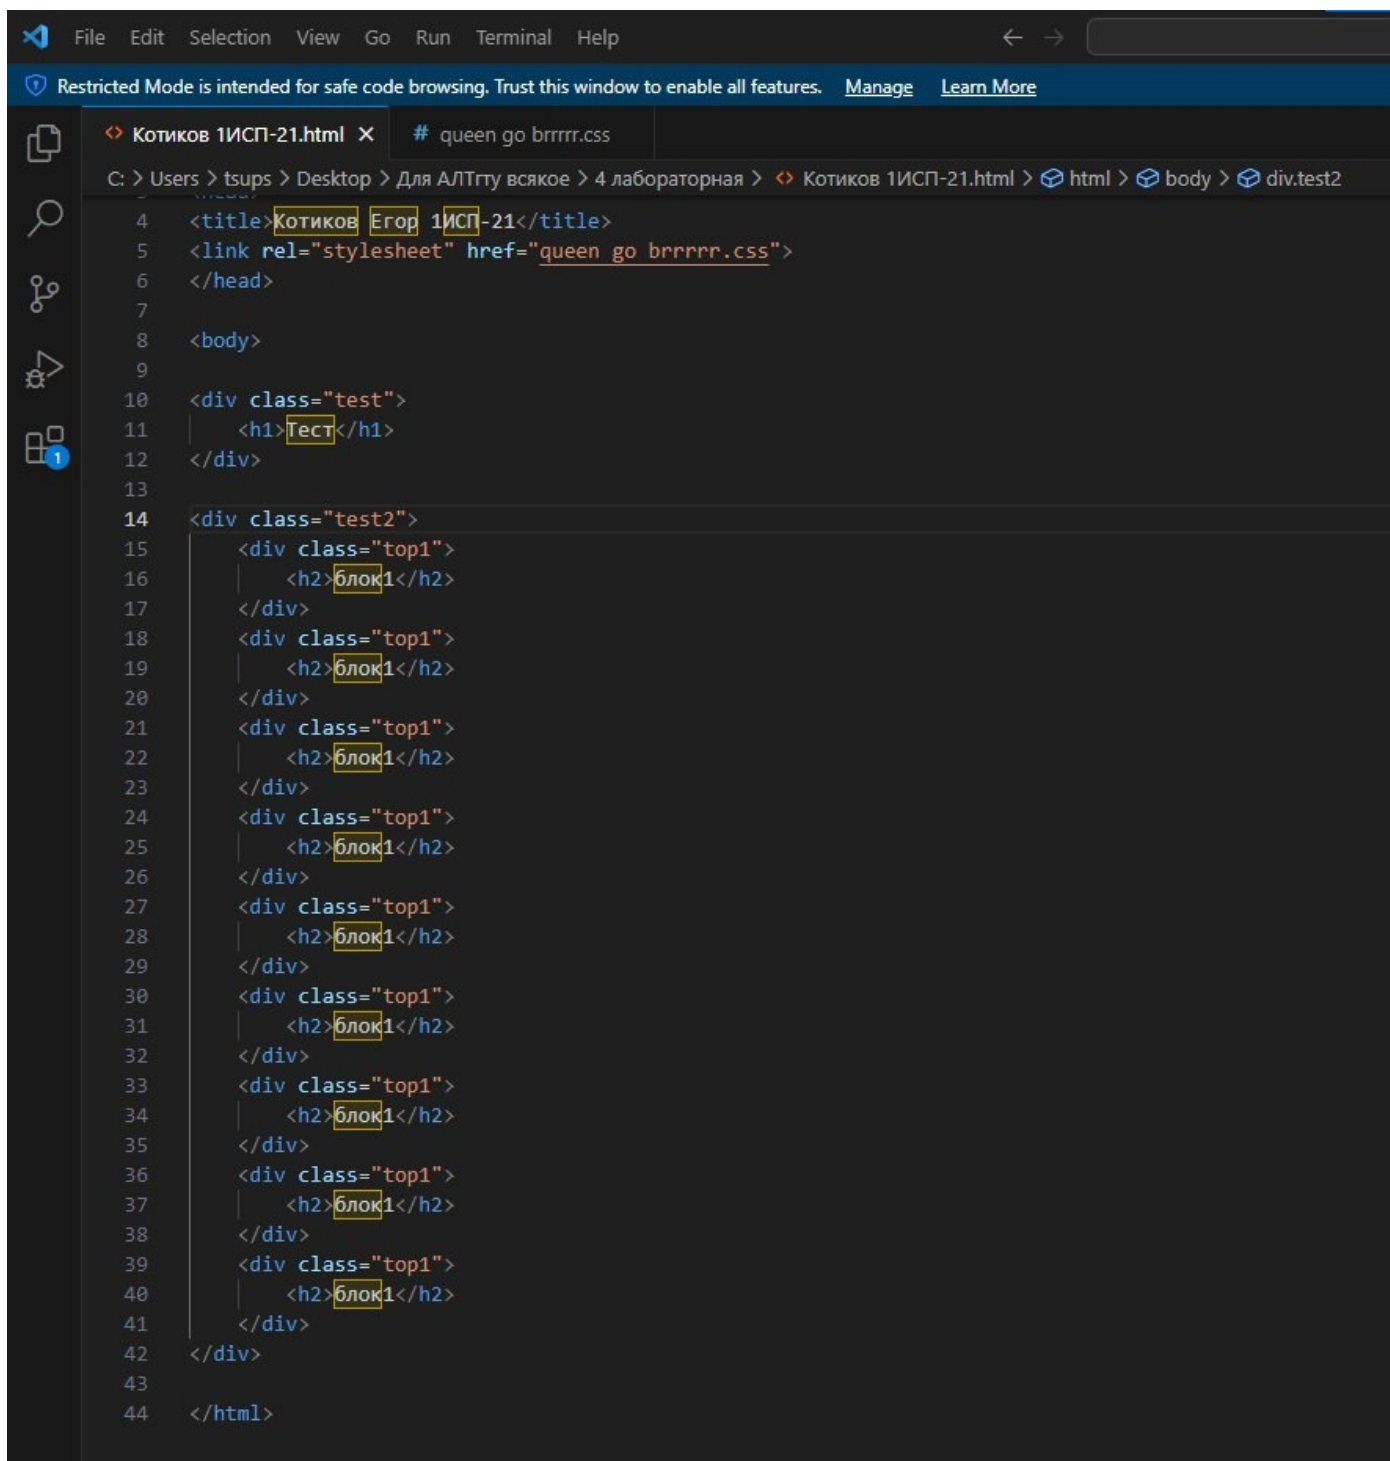 File Edit Selection View Go Run Terminal Help
Restricted Mode is intended for safe code browsing. Trust this window to enable all features. Manage Learn More
Котиков 1ИСП-21.html # queen go brrrrr.css
C: > Users > tsups > Desktop > Для АЛТгту всякое > 4 лабораторная > Котиков 1ИСП-21.html > html > body > div.test2
4 <title>Котиков Егор 1ИСП-21</title>
5 <link rel="stylesheet" href="queen go brrrrr.css">
6 </head>
7
8 <body>
9
10 <div class="test">
11 <h1>Тест</h1>
12 </div>
13
14 <div class="test2">
15 <div class="top1">
16 <h2>блок1</h2>
17 </div>
18 <div class="top1">
19 <h2>блок1</h2>
20 </div>
21 <div class="top1">
22 <h2>блок1</h2>
23 </div>
24 <div class="top1">
25 <h2>блок1</h2>
26 </div>
27 <div class="top1">
28 <h2>блок1</h2>
29 </div>
30 <div class="top1">
31 <h2>блок1</h2>
32 </div>
33 <div class="top1">
34 <h2>блок1</h2>
35 </div>
36 <div class="top1">
37 <h2>блок1</h2>
38 </div>
39 <div class="top1">
40 <h2>блок1</h2>
41 </div>
42 </div>
43
44 </html>
1